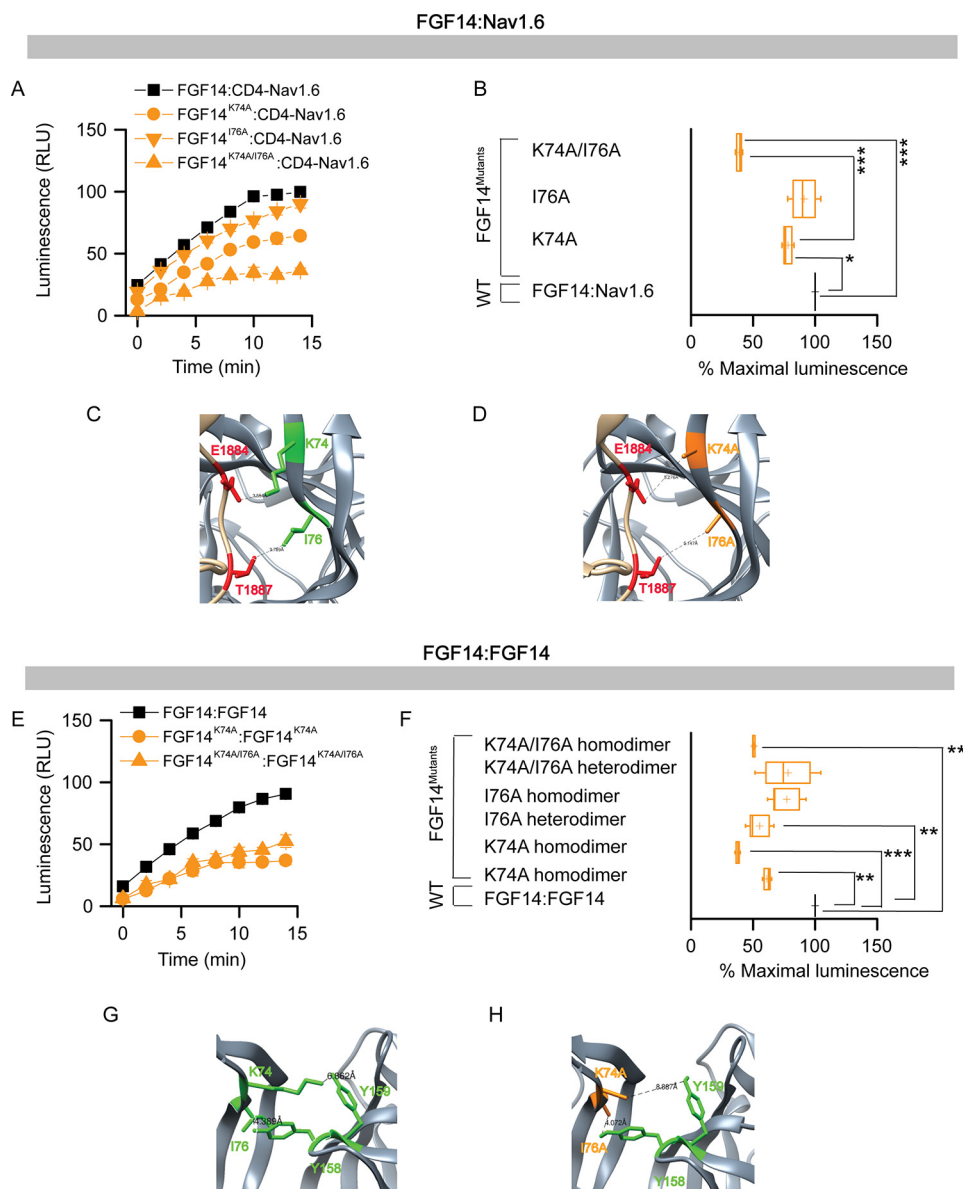 FGF14:Nav1.6
A
FGF14:CD4-Nav1.6
FGF14K74A:CD4-Nav1.6
FGF14I76A:CD4-Nav1.6
FGF14K74A/I76A:CD4-Nav1.6
Luminescence (RLU)
150
100
50
0
0 5 10 15
Time (min)
B
FGF14Mutants
K74A/I76A
I76A
K74A
WT
FGF14:Nav1.6
***
***
*
0 50 100 150
% Maximal luminescence
C
E1884
K74
I76
T1887
D
E1884
K74A
I76A
T1887
FGF14:FGF14
E
FGF14:FGF14
FGF14K74A:FGF14K74A
FGF14K74A/I76A:FGF14K74A/I76A
Luminescence (RLU)
150
100
50
0
0 5 10 15
Time (min)
F
FGF14Mutants
K74A/I76A homodimer
K74A/I76A heterodimer
I76A homodimer
I76A heterodimer
K74A homodimer
K74A homodimer
WT
FGF14:FGF14
**
**
***
**
0 50 100 150
% Maximal luminescence
G
K74
6.862Å
Y159
4.389Å
I76
Y158
H
K74A
8.887Å
Y159
4.072Å
I76A
Y158